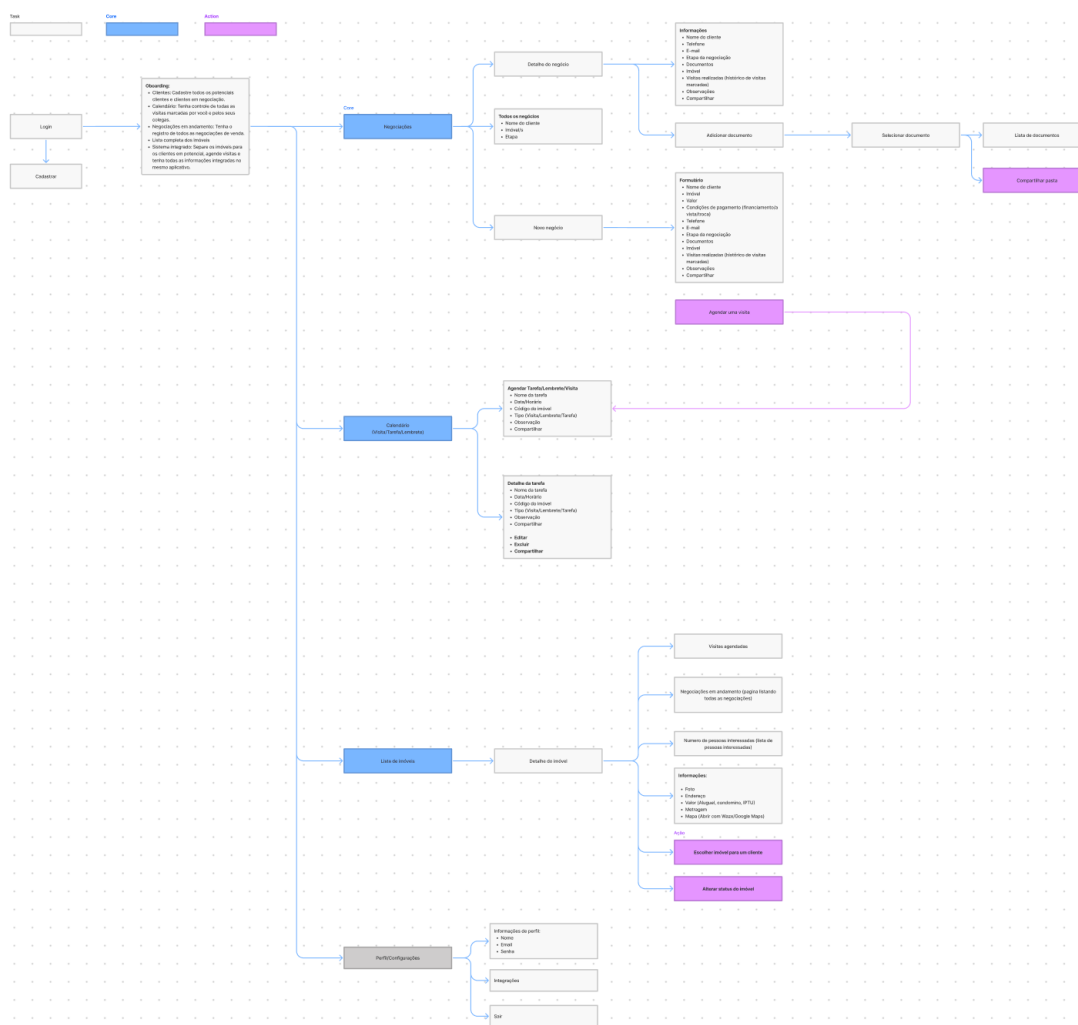 Task
Core
Action
Oboarding:
• Clientes: Cadastre todos os potenciais
clientes e clientes em negociação.
• Calendário: Tenha controle de todas as
visitas marcadas por você e pelos seus
colegas.
• Negociações em andamento: Tenha o
registro de todas as negociações de venda.
• Lista completa dos imóveis
• Sistema integrado: Separe os imóveis para
os clientes em potencial, agende visitas e
tenha todas as informações integradas no
mesmo aplicativo.
Login
Cadastrar
Core
Negociações
Detalhe do negócio
Todos os negócios
• Nome do cliente
• Imóvel/s
• Etapa
Novo negócio
Informações
• Nome do cliente
• Telefone
• E-mail
• Etapa da negociação
• Documentos
• Imóvel
• Visitas realizadas (histórico de visitas
marcadas)
• Observações
• Compartilhar
Adicionar documento
Selecionar documento
Lista de documentos
Compartilhar pasta
Formulário
• Nome do cliente
• Imóvel
• Valor
• Condições de pagamento (financiamento/a
vista/troca)
• Telefone
• E-mail
• Etapa da negociação
• Documentos
• Imóvel
• Visitas realizadas (histórico de visitas
marcadas)
• Observações
• Compartilhar
Agendar uma visita
Calendário
(Visita/Tarefa/Lembrete)
Agendar Tarefa/Lembrete/Visita
• Nome da tarefa
• Data/Horário
• Código do imóvel
• Tipo (Visita/Lembrete/Tarefa)
• Observação
• Compartilhar
Detalhe da tarefa
• Nome da tarefa
• Data/Horário
• Código do imóvel
• Tipo (Visita/Lembrete/Tarefa)
• Observação
• Compartilhar
• Editar
• Excluir
• Compartilhar
Lista de imóveis
Detalhe do imóvel
Visitas agendadas
Negociações em andamento (pagina listando
todas as negociações)
Numero de pessoas interessadas (lista de
pessoas interessadas)
Informações:
• Foto
• Endereço
• Valor (Aluguel, condomino, IPTU)
• Metragem
• Mapa (Abrir com Waze/Google Maps)
Ação
Escolher imóvel para um cliente
Alterar status do imóvel
Perfil/Configurações
Informações de perfil:
• Nome
• Email
• Senha
Integrações
Sair